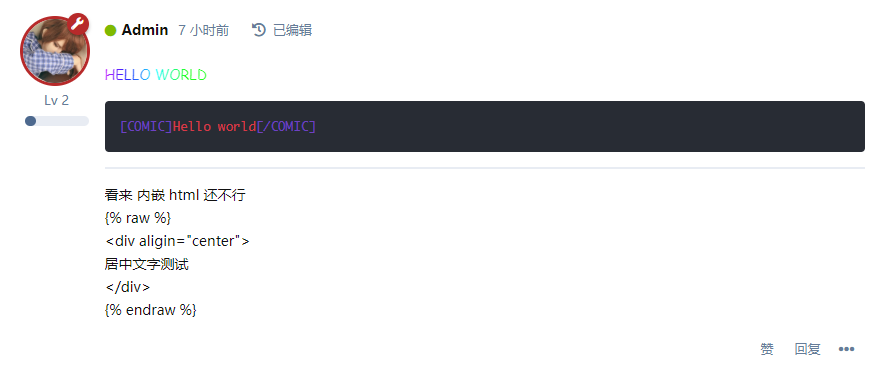 Admin 7 小时前 已编辑
Lv 2
HELLO WORLD
[COMIC]Hello world[/COMIC]
看来 内嵌 html 还不行
{% raw %}
<div aligin="center">
居中文字测试
</div>
{% endraw %}
赞 回复 •••